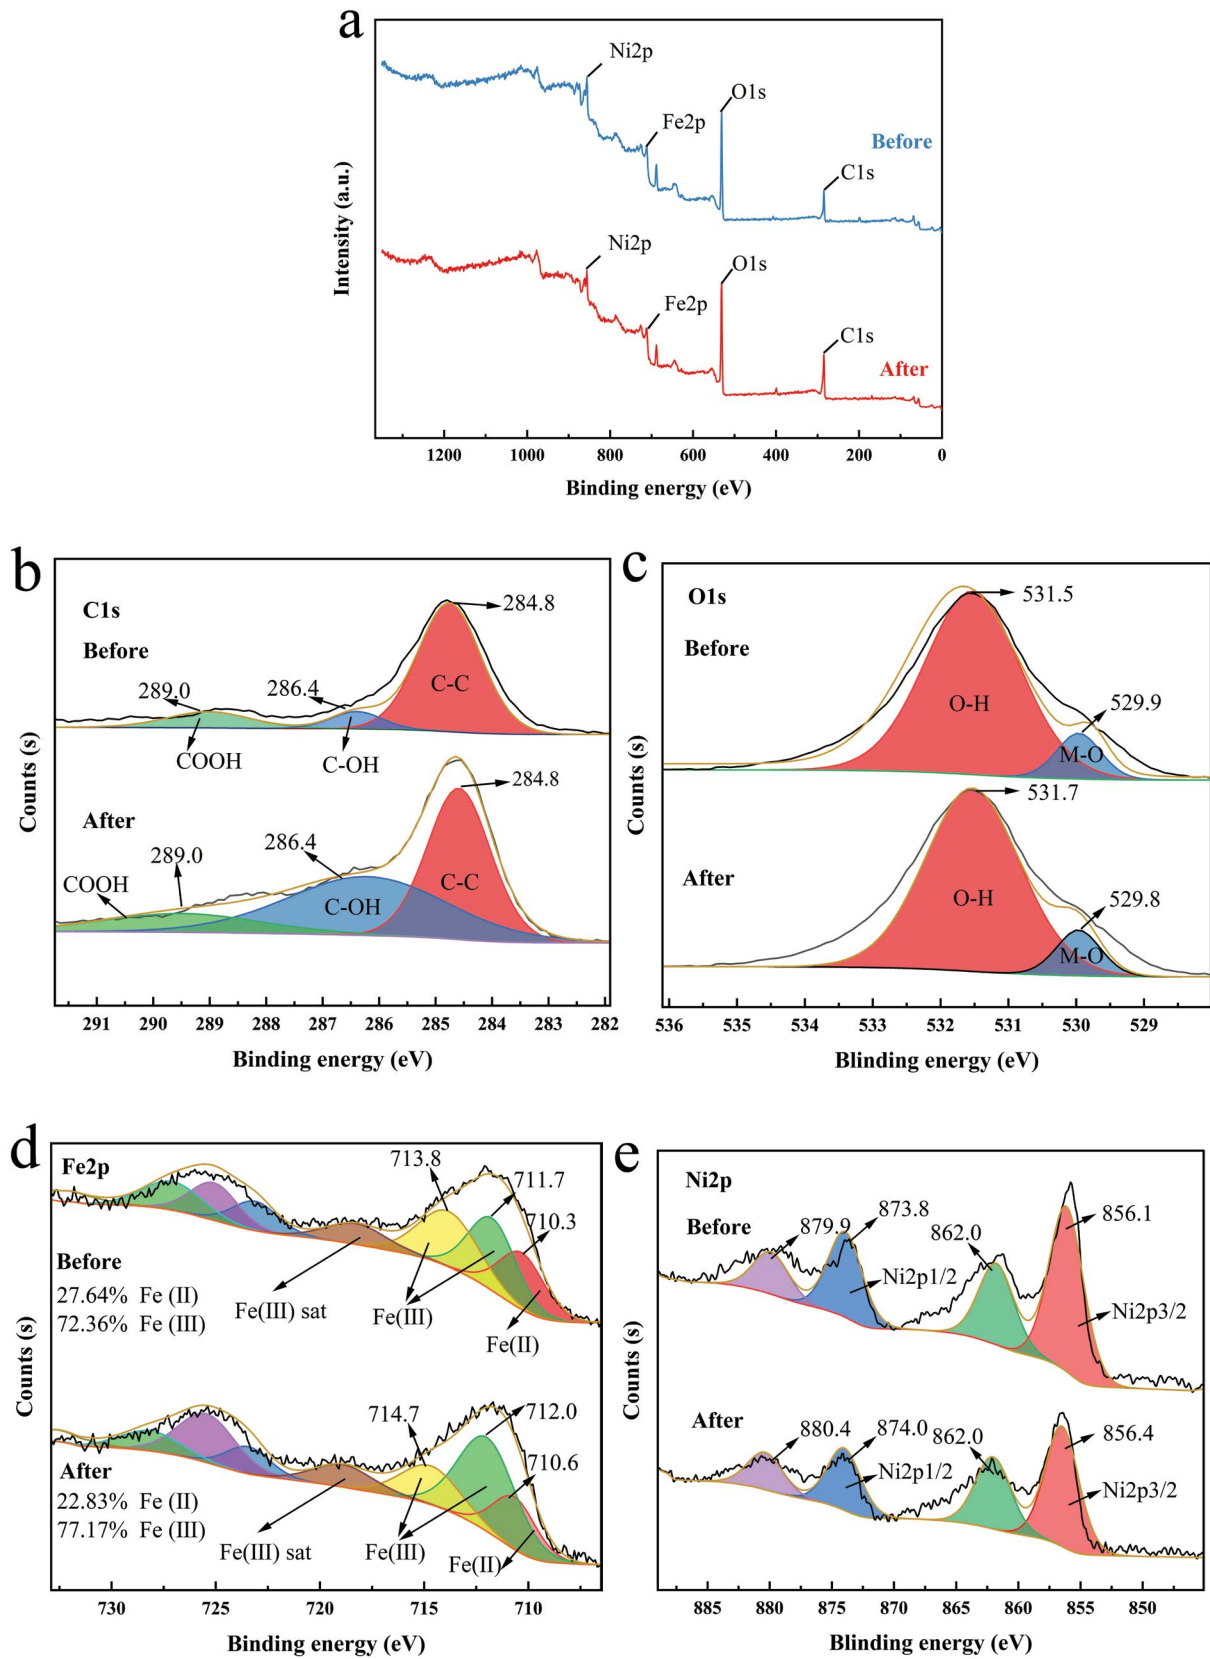 a
Ni2p
O1s
Fe2p
Before
C1s
Ni2p
O1s
Fe2p
C1s
After
Intensity (a.u.)
1200 1000 800 600 400 200 0
Binding energy (eV)
b
C1s
Before
284.8
289.0
286.4
C-C
COOH
C-OH
After
284.8
286.4
289.0
COOH
C-OH
C-C
Counts (s)
291 290 289 288 287 286 285 284 283 282
Binding energy (eV)
c
O1s
Before
531.5
O-H
529.9
M-O
531.7
After
O-H
529.8
M-O
Counts (s)
536 535 534 533 532 531 530 529
Blinding energy (eV)
d
Fe2p
713.8
711.7
710.3
Before
27.64% Fe (II)
72.36% Fe (III)
Fe(III) sat
Fe(III)
Fe(II)
714.7
712.0
710.6
After
22.83% Fe (II)
77.17% Fe (III)
Fe(III) sat
Fe(III)
Fe(II)
Counts (s)
730 725 720 715 710
Binding energy (eV)
e
Ni2p
Before
879.9
873.8
862.0
856.1
Ni2p1/2
Ni2p3/2
After
880.4
874.0
862.0
856.4
Ni2p1/2
Ni2p3/2
Counts (s)
885 880 875 870 865 860 855 850
Blinding energy (eV)